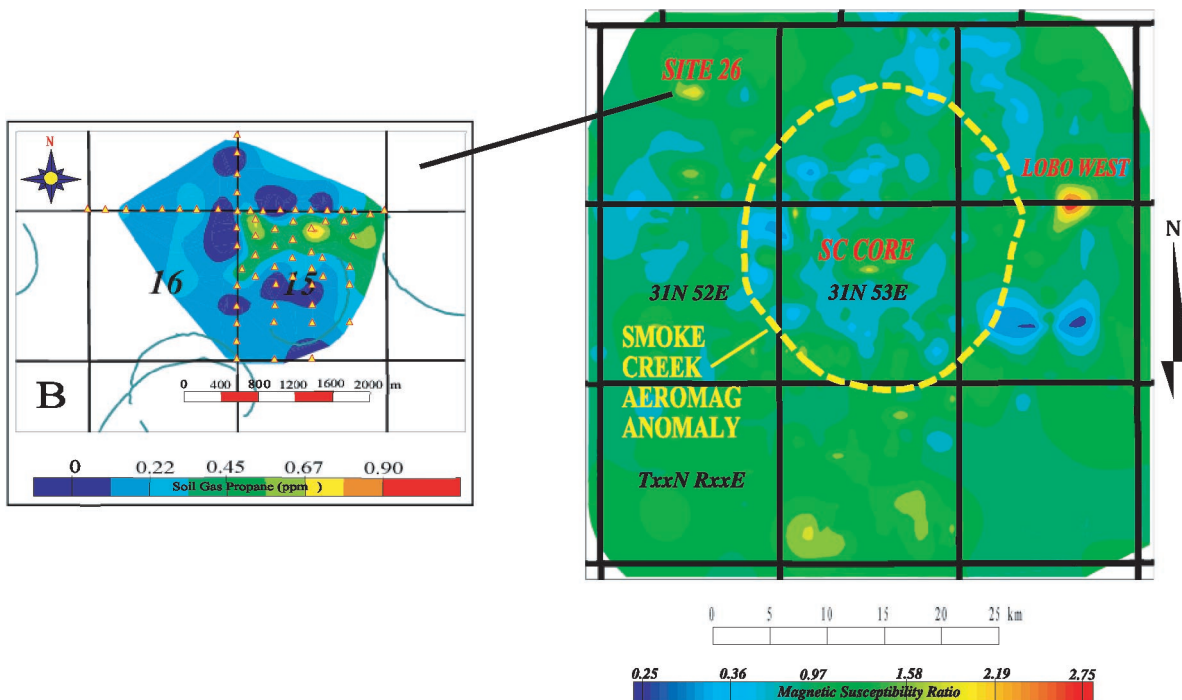 N
16
15
B
0 400 800 1200 1600 2000 m
0 0.22 0.45 0.67 0.90
Soil Gas Propane (ppm )
SITE 26
LOBO WEST
SC CORE
31N 52E
31N 53E
SMOKE
CREEK
AEROMAG
ANOMALY
TxxN RxxE
N
0 5 10 15 20 25 km
0.25 0.36 0.97 1.58 2.19 2.75
Magnetic Susceptibility Ratio